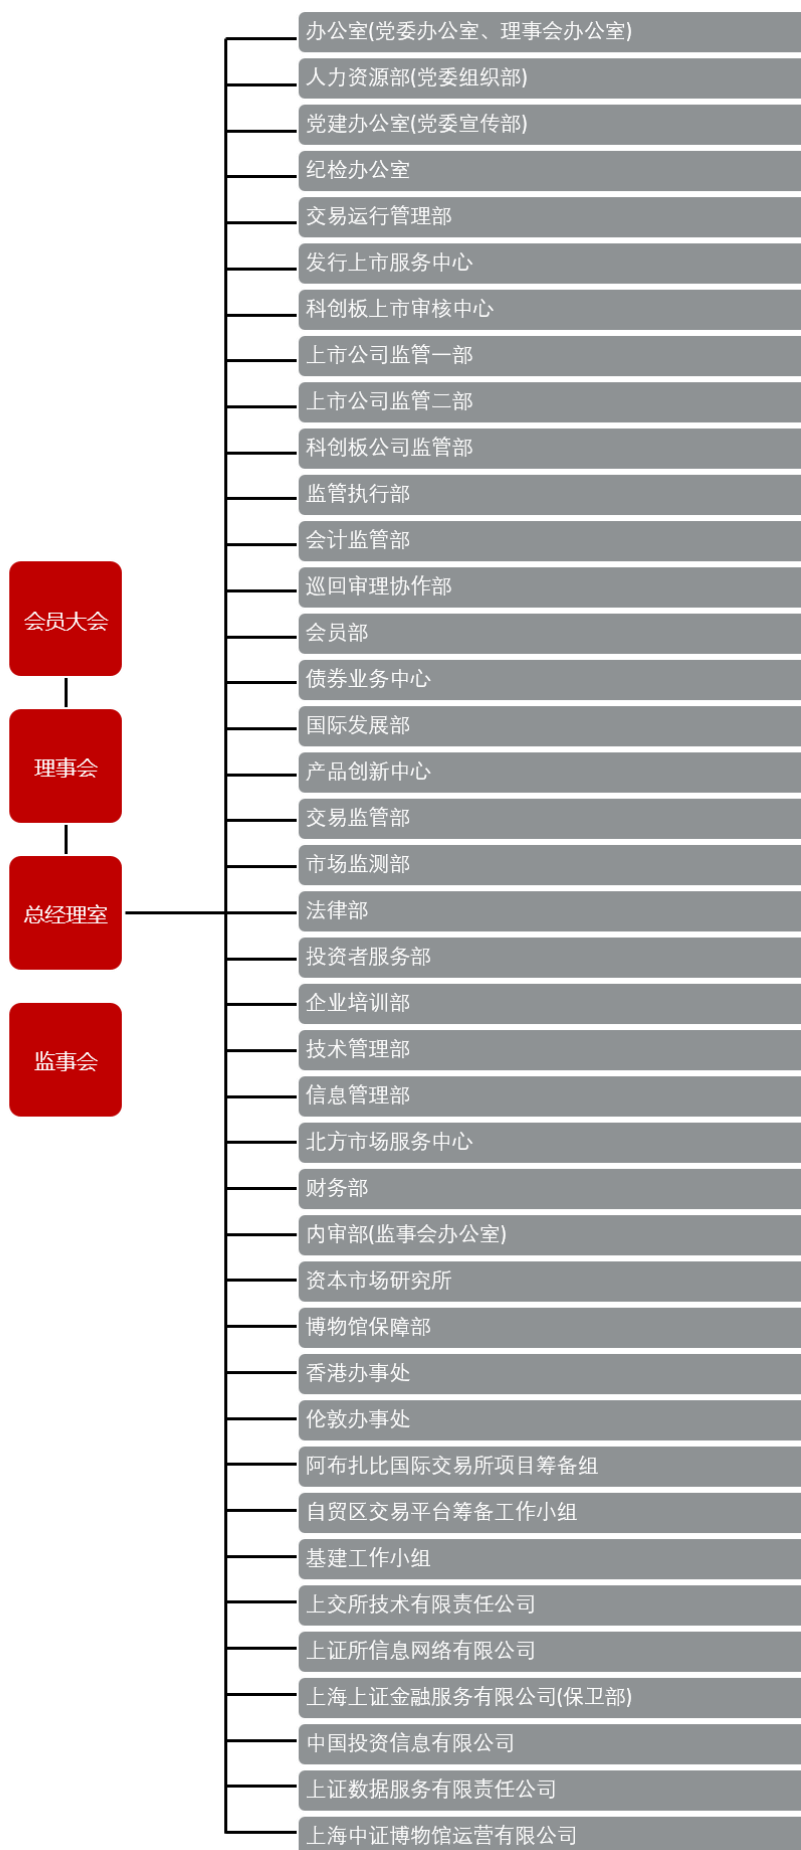 会员大会
理事会
总经理室
监事会
办公室(党委办公室、理事会办公室)
人力资源部(党委组织部)
党建办公室(党委宣传部)
纪检办公室
交易运行管理部
发行上市服务中心
科创板上市审核中心
上市公司监管一部
上市公司监管二部
科创板公司监管部
监管执行部
会计监管部
巡回审理协作部
会员部
债券业务中心
国际发展部
产品创新中心
交易监管部
市场监测部
法律部
投资者服务部
企业培训部
技术管理部
信息管理部
北方市场服务中心
财务部
内审部(监事会办公室)
资本市场研究所
博物馆保障部
香港办事处
伦敦办事处
阿布扎比国际交易所项目筹备组
自贸区交易平台筹备工作小组
基建工作小组
上交所技术有限责任公司
上证所信息网络有限公司
上海上证金融服务有限公司(保卫部)
中国投资信息有限公司
上证数据服务有限责任公司
上海中证博物馆运营有限公司